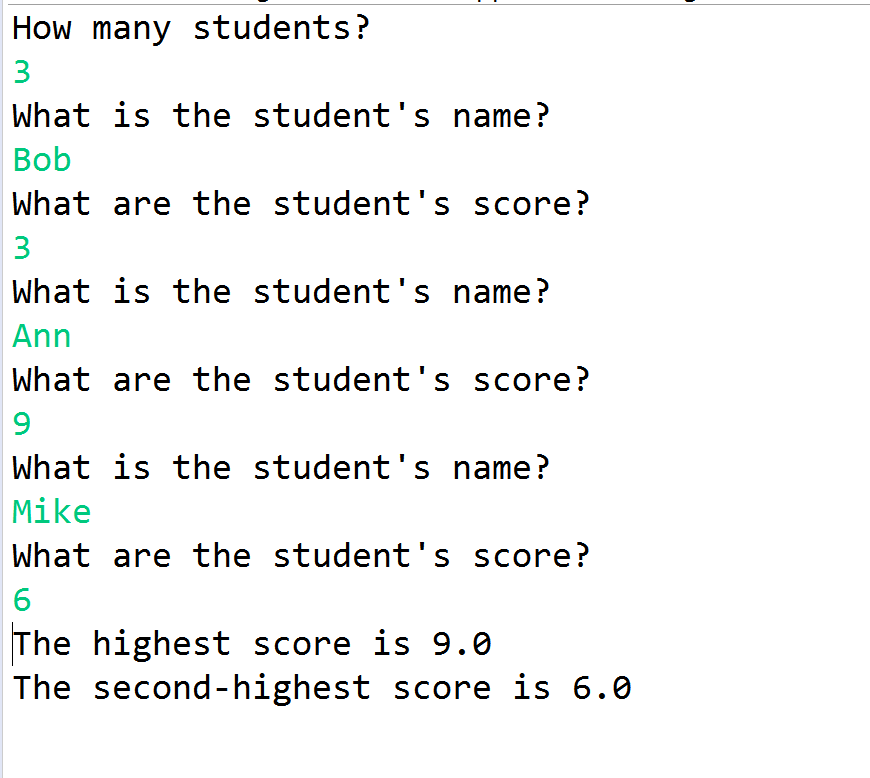 How many students?
3
What is the student's name?
Bob
What are the student's score?
3
What is the student's name?
Ann
What are the student's score?
9
What is the student's name?
Mike
What are the student's score?
6
The highest score is 9.0
The second-highest score is 6.0